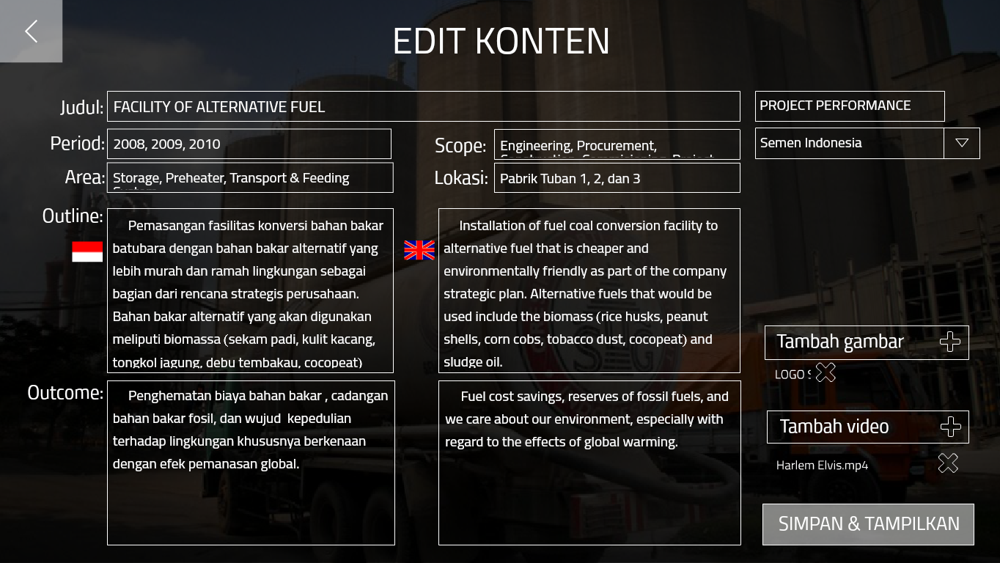 EDIT KONTEN
Judul:
FACILITY OF ALTERNATIVE FUEL
PROJECT PERFORMANCE
Period:
2008, 2009, 2010
Scope:
Engineering, Procurement,
Construction, Commisioning, Project
Semen Indonesia
Area:
Storage, Preheater, Transport & Feeding
System
Lokasi:
Pabrik Tuban 1, 2, dan 3
Outline:
Pemasangan fasilitas konversi bahan bakar
batubara dengan bahan bakar alternatif yang
lebih murah dan ramah lingkungan sebagai
bagian dari rencana strategis perusahaan.
Bahan bakar alternatif yang akan digunakan
meliputi biomassa (sekam padi, kulit kacang,
tongkol jagung, debu tembakau, cocopeat)
Installation of fuel coal conversion facility to
alternative fuel that is cheaper and
environmentally friendly as part of the company
strategic plan. Alternative fuels that would be
used include the biomass (rice husks, peanut
shells, corn cobs, tobacco dust, cocopeat) and
sludge oil.
Tambah gambar
LOGO S
Outcome:
Penghematan biaya bahan bakar , cadangan
bahan bakar fosil, dan wujud  kepedulian
terhadap lingkungan khususnya berkenaan
dengan efek pemanasan global.
Fuel cost savings, reserves of fossil fuels, and
we care about our environment, especially with
regard to the effects of global warming.
Tambah video
Harlem Elvis.mp4
SIMPAN & TAMPILKAN